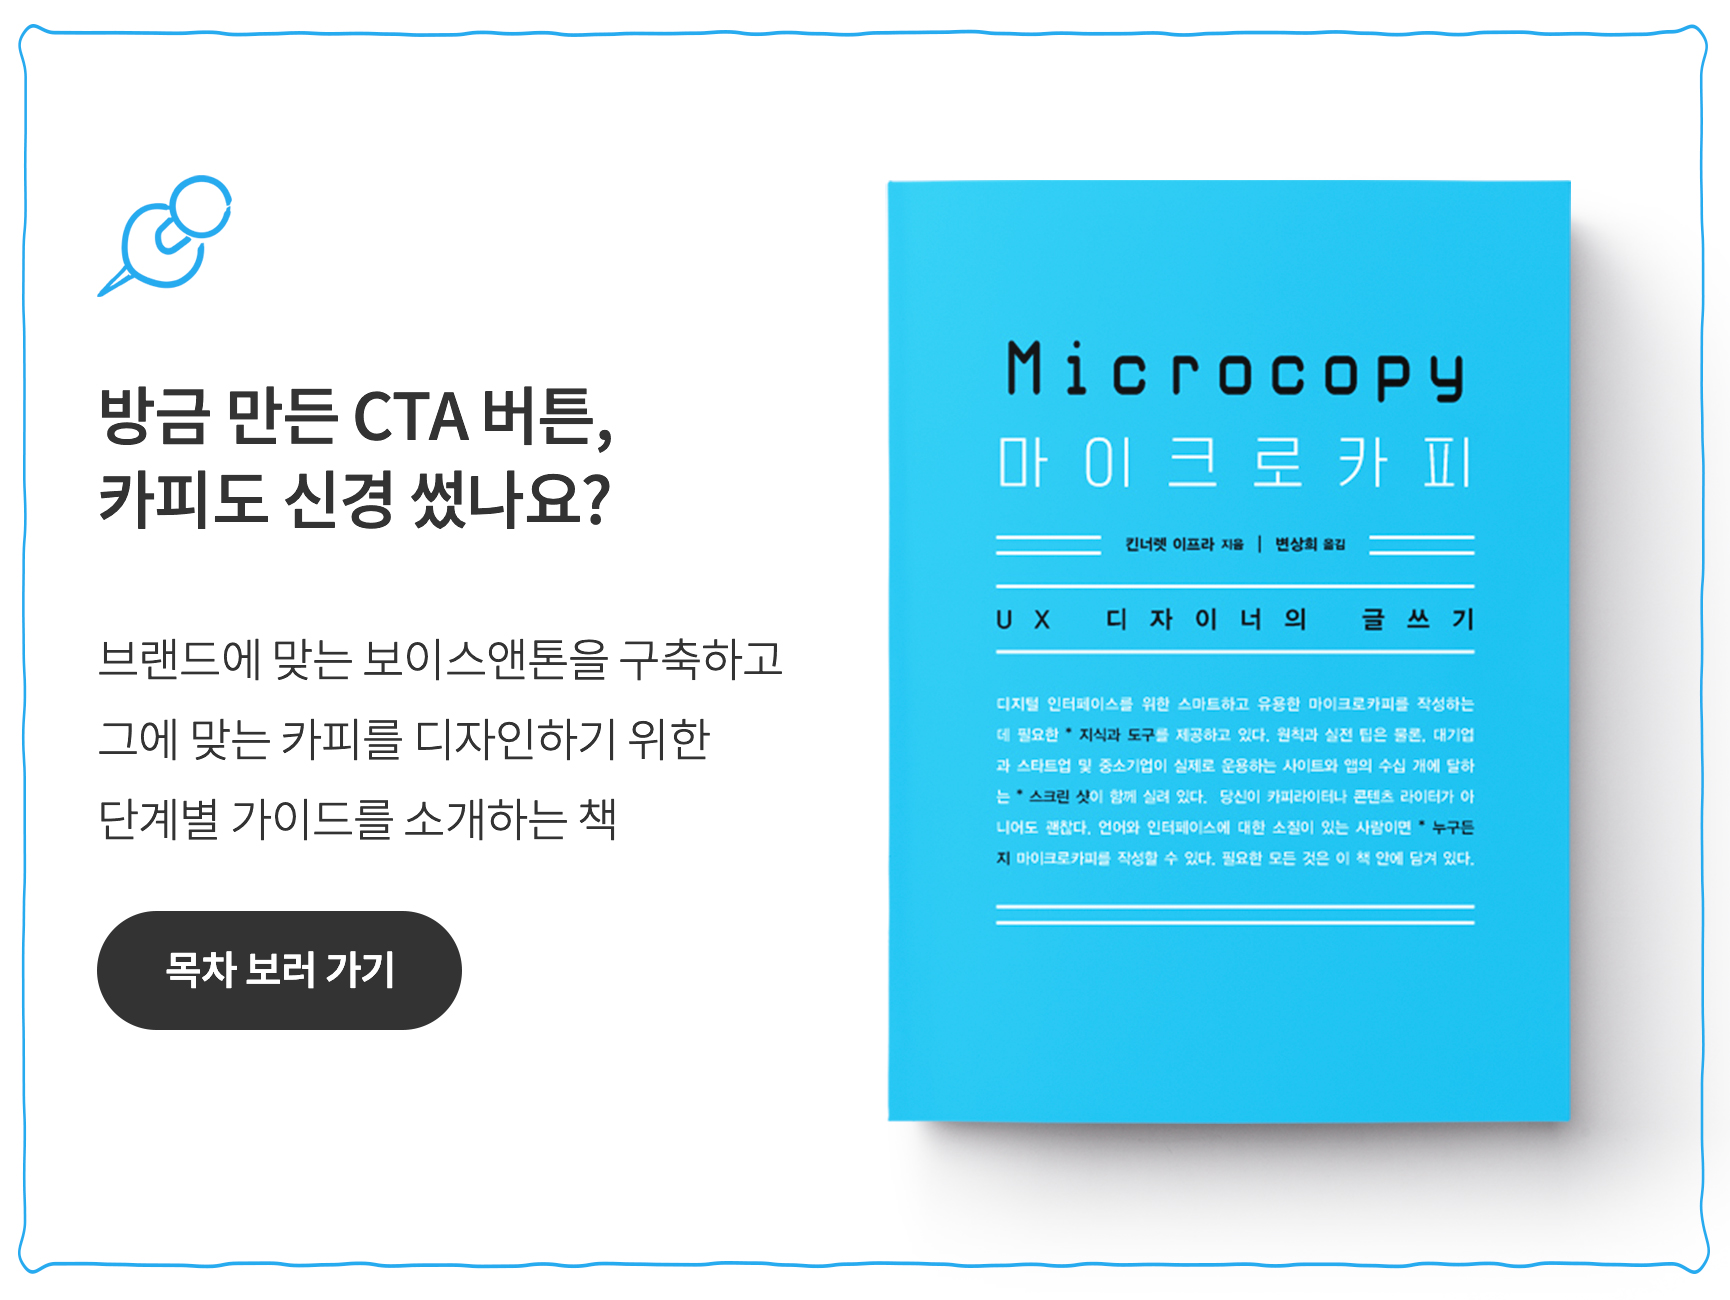 방금 만든 CTA 버튼,
카피도 신경 썼나요?
브랜드에 맞는 보이스앤톤을 구축하고
그에 맞는 카피를 디자인하기 위한
단계별 가이드를 소개하는 책
목차 보러 가기
Microcopy
마이크로카피
킨너렛 이프라 지음 | 변상희 옮김
UX 디자이너의 글쓰기
디지털 인터페이스를 위한 스마트하고 유용한 마이크로카피를 작성하는
데 필요한 * 지식과 도구를 제공하고 있다. 원칙과 실전 팁은 물론, 대기업
과 스타트업 및 중소기업이 실제로 운용하는 사이트와 앱의 수십 개에 달하
는 * 스크린 샷이 함께 실려 있다. 당신이 카피라이터나 콘텐츠 라이터가 아
니어도 괜찮다. 언어와 인터페이스에 대한 소질이 있는 사람이면 * 누구든
지 마이크로카피를 작성할 수 있다. 필요한 모든 것은 이 책 안에 담겨 있다.